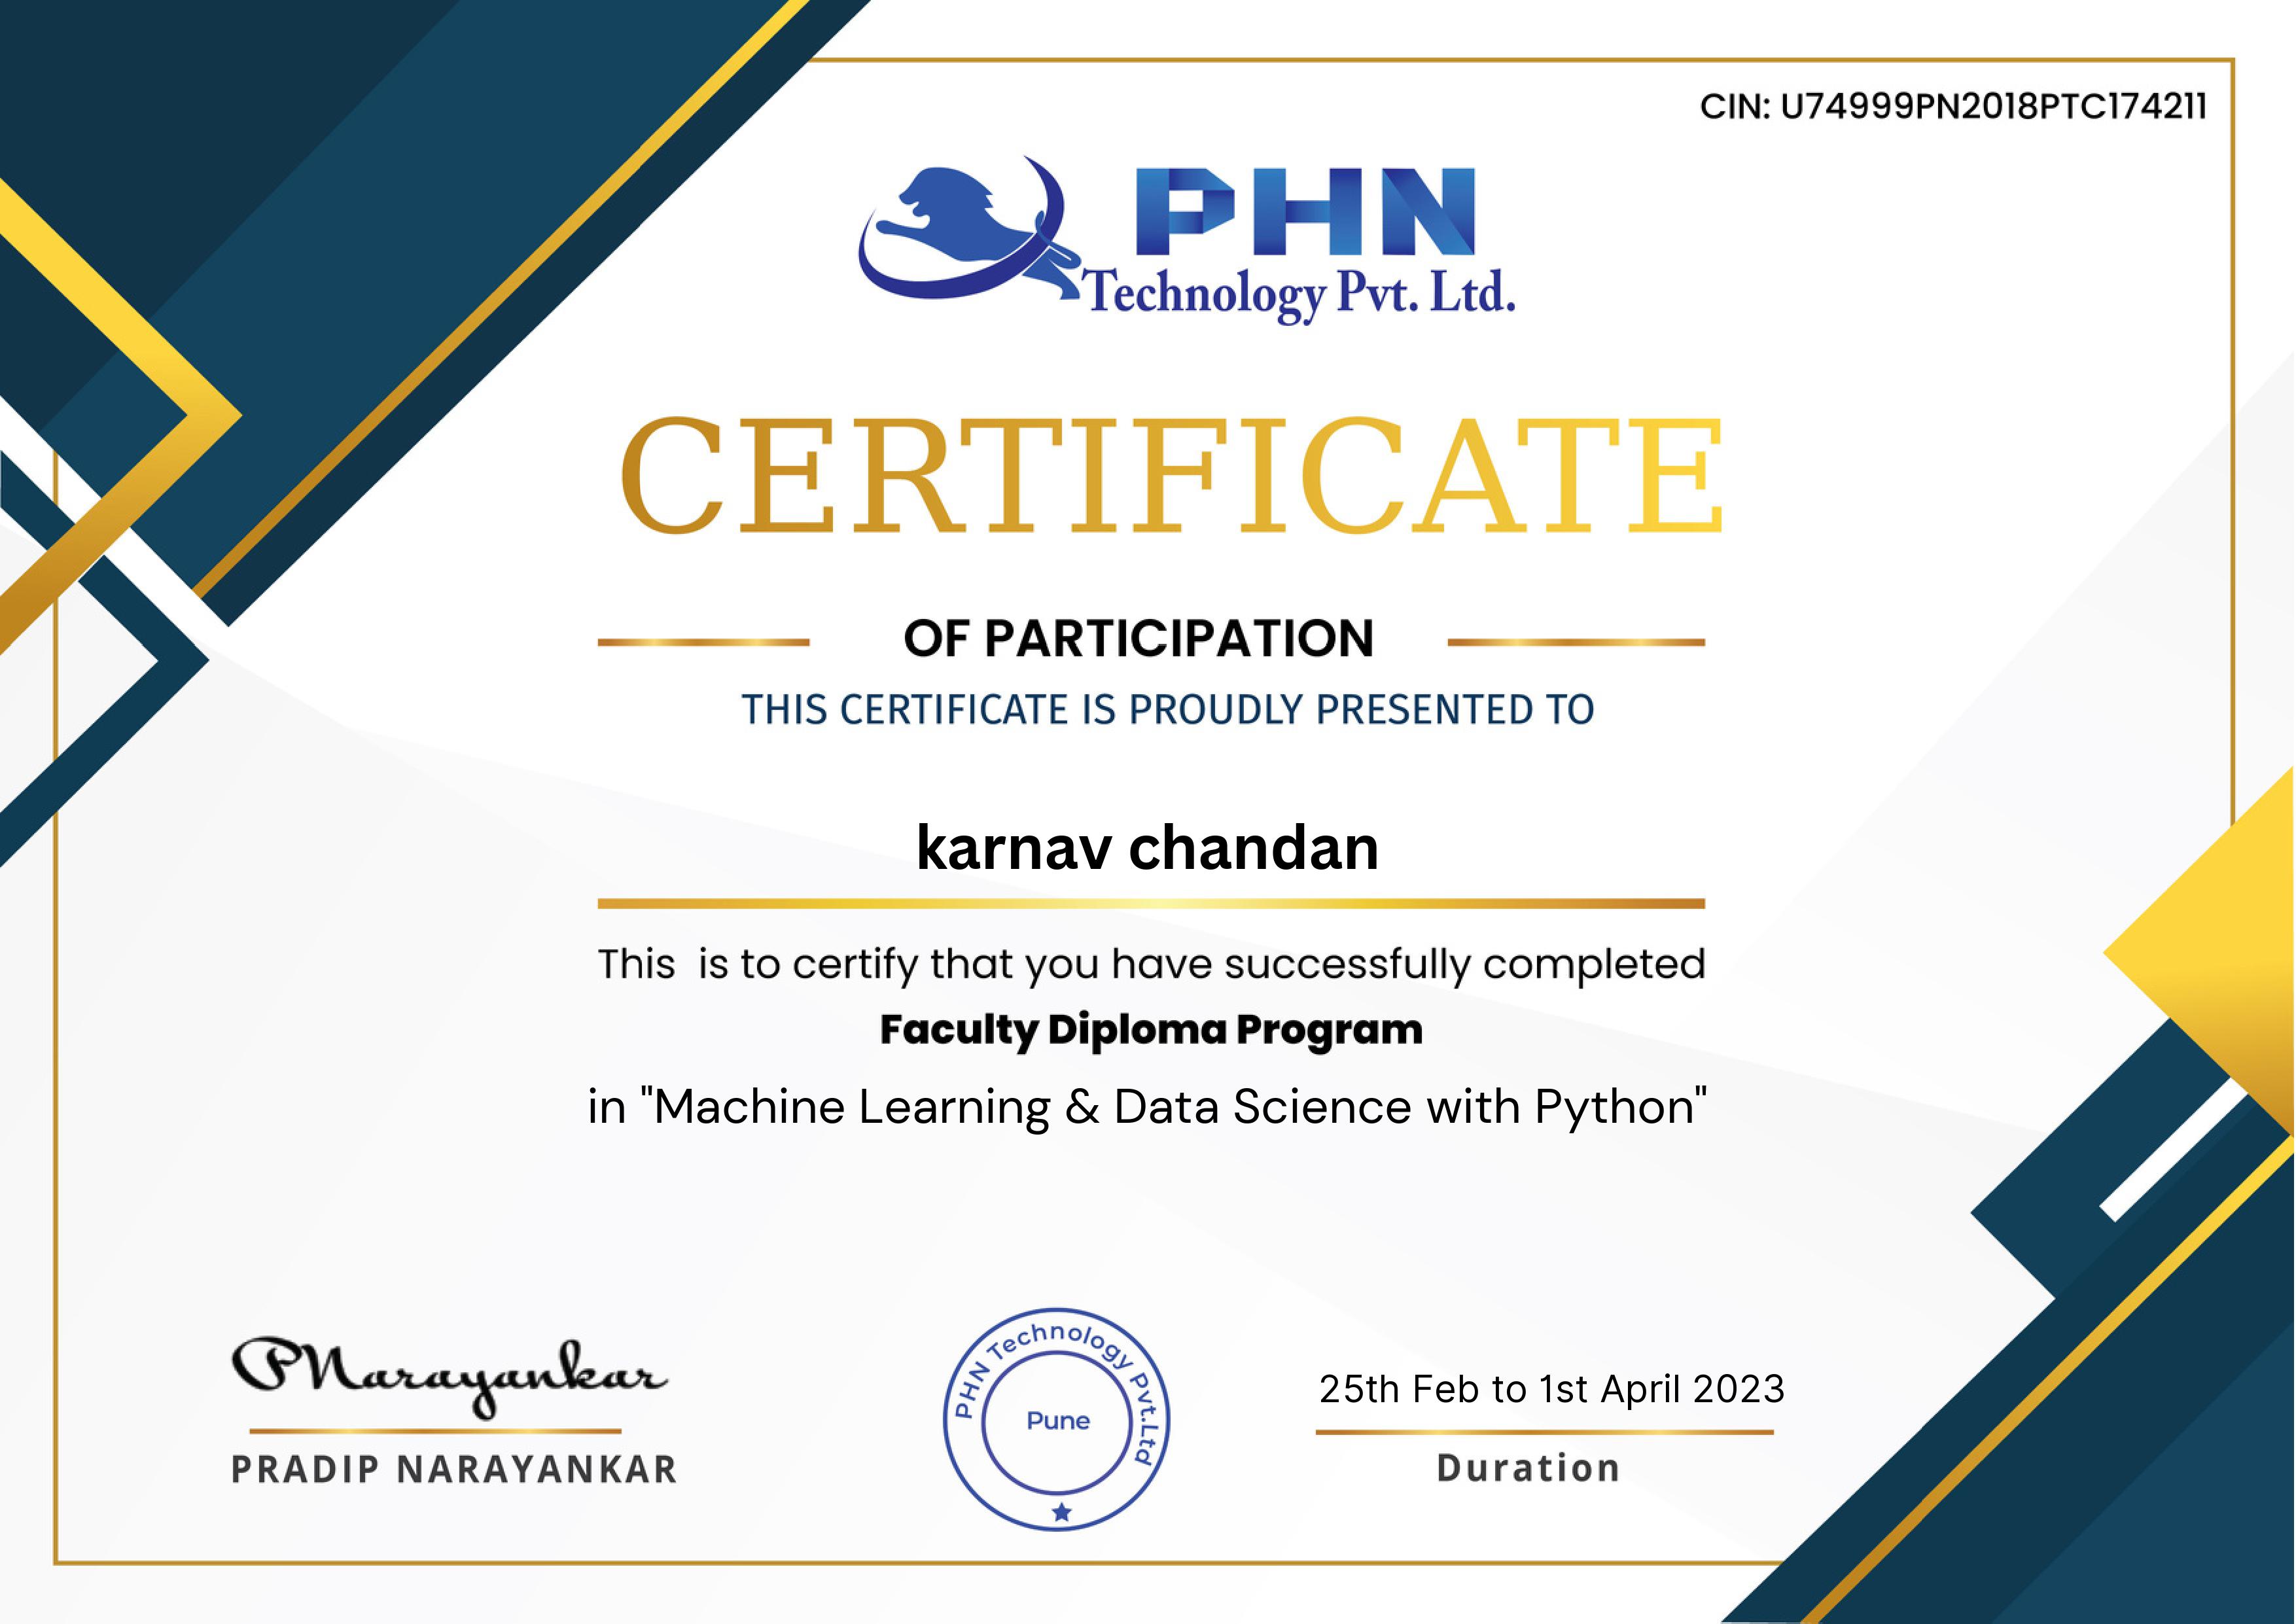 CIN: U74999PN2018PTC174211
PHN
Technology Pvt. Ltd.
CERTIFICATE
OF PARTICIPATION
THIS CERTIFICATE IS PROUDLY PRESENTED TO
karnav chandan
This  is to certify that you have successfully completed
Faculty Diploma Program
in "Machine Learning & Data Science with Python"
PNarayankar
PRADIP NARAYANKAR
PHN Technology Pvt.Ltd
Pune
25th Feb to 1st April 2023
Duration